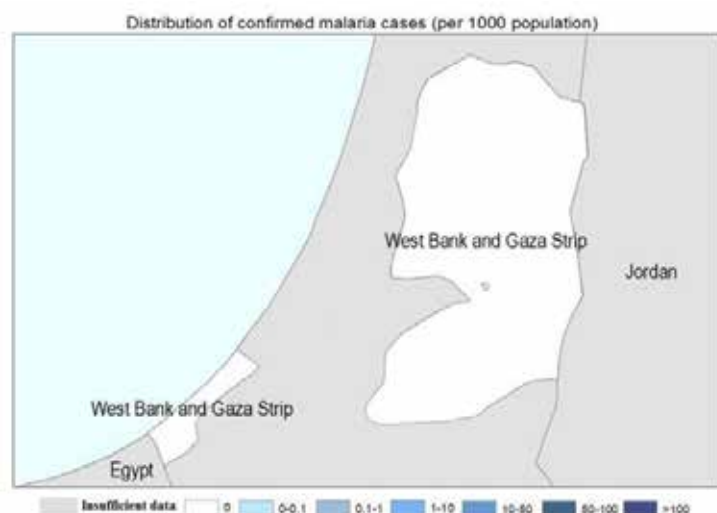 Distribution of confirmed malaria cases (per 1000 population)
West Bank and Gaza Strip
Jordan
West Bank and Gaza Strip
Egypt
Insufficient data 0 0-0.1 0.1-1 1-10 10-50 50-100 >100